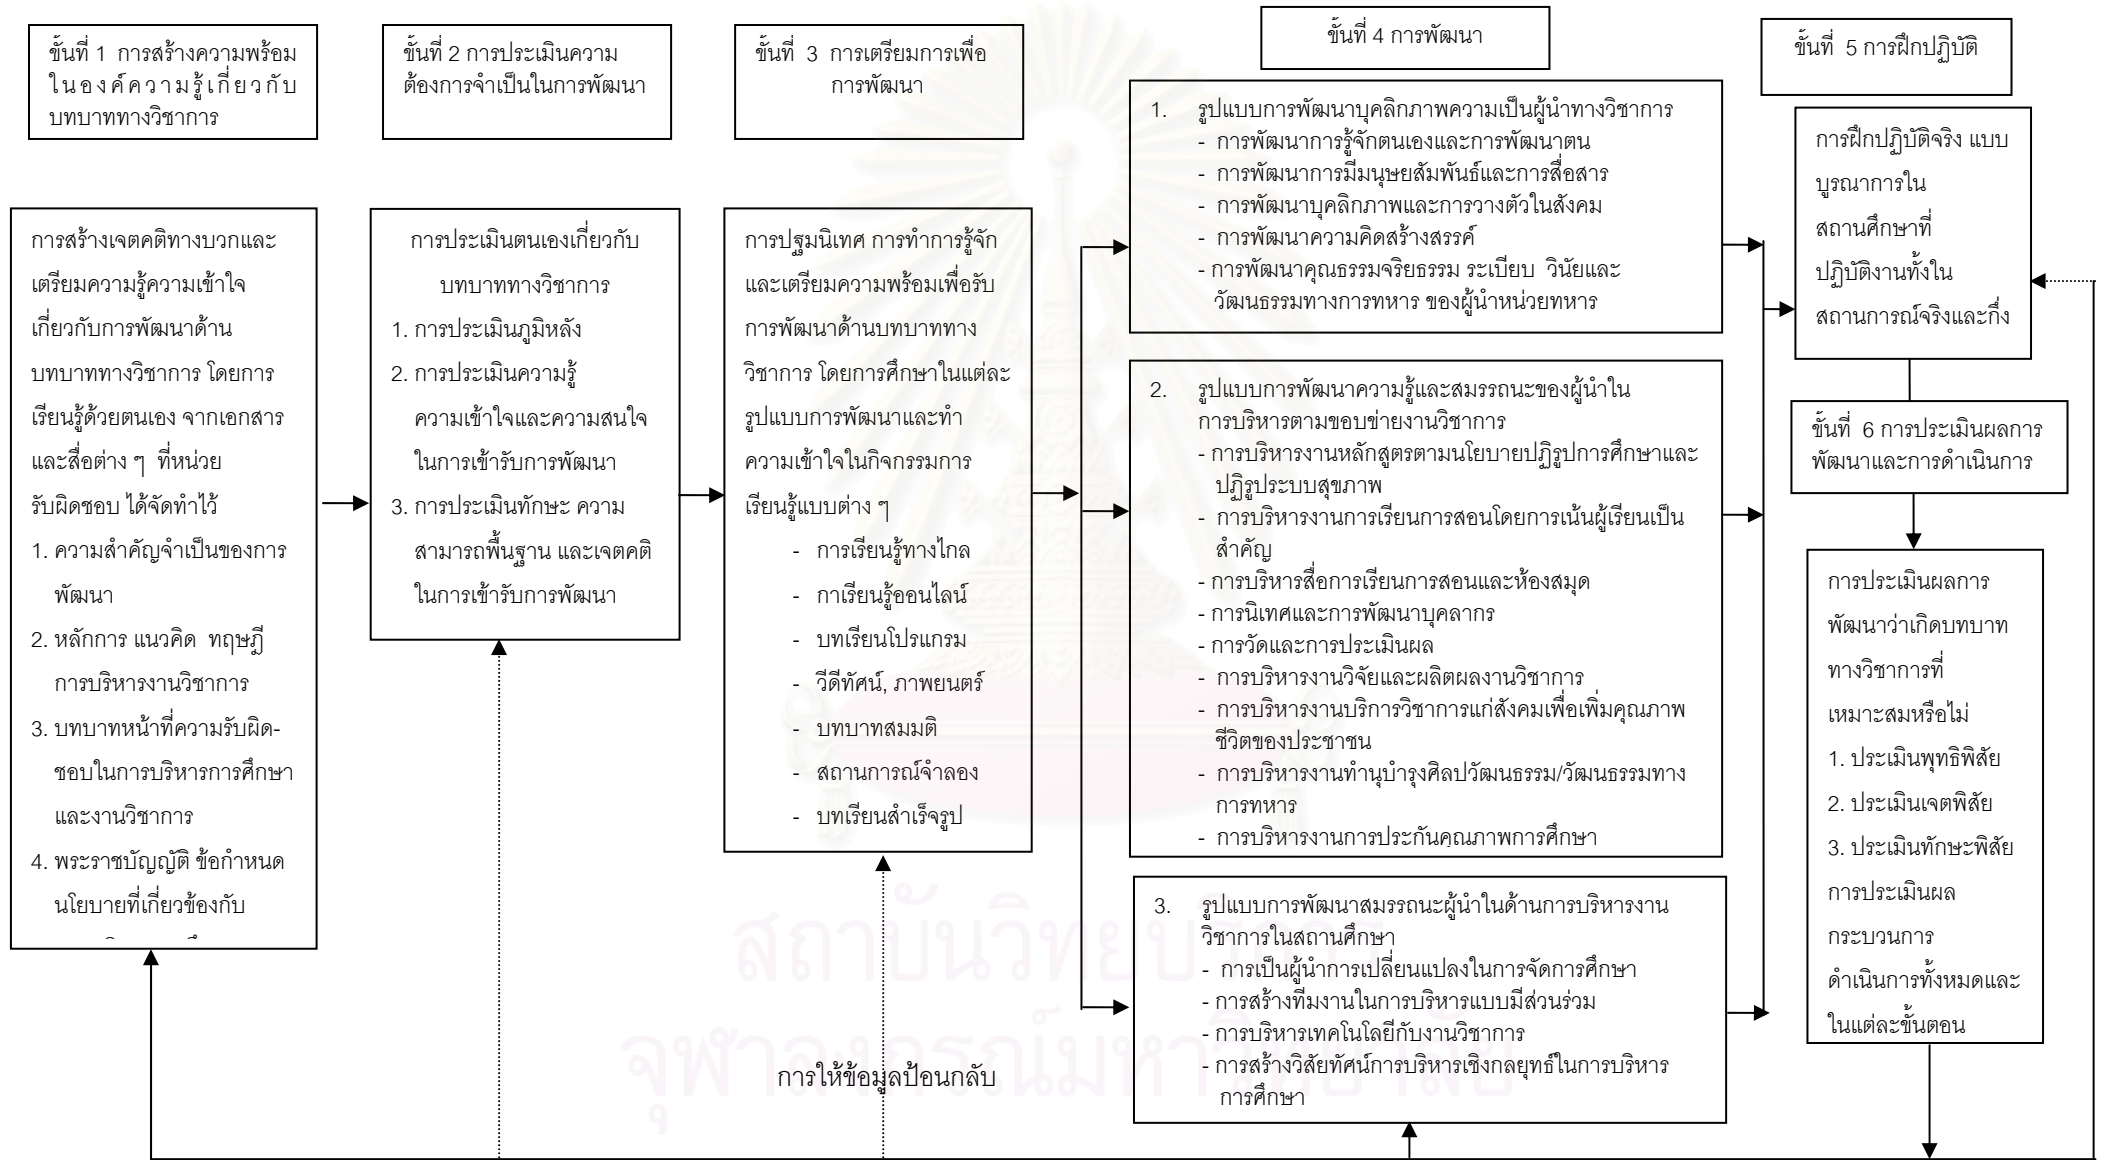 ขั้นที่ 1 การสร้างความพร้อม
ในองค์ความรู้เกี่ยวกับ
บทบาททางวิชาการ
การสร้างเจตคติทางบวกและ
เตรียมความรู้ความเข้าใจ
เกี่ยวกับการพัฒนาด้าน
บทบาททางวิชาการ โดยการ
เรียนรู้ด้วยตนเอง จากเอกสาร
และสื่อต่าง ๆ ที่หน่วย
รับผิดชอบ ได้จัดทำไว้
1. ความสำคัญจำเป็นของการ
พัฒนา
2. หลักการ แนวคิด ทฤษฎี
การบริหารงานวิชาการ
3. บทบาทหน้าที่ความรับผิด-
ชอบในการบริหารการศึกษา
และงานวิชาการ
4. พระราชบัญญัติ ข้อกำหนด
นโยบายที่เกี่ยวข้องกับ
ขั้นที่ 2 การประเมินความ
ต้องการจำเป็นในการพัฒนา
การประเมินตนเองเกี่ยวกับ
บทบาททางวิชาการ
1. การประเมินภูมิหลัง
2. การประเมินความรู้
ความเข้าใจและความสนใจ
ในการเข้ารับการพัฒนา
3. การประเมินทักษะ ความ
สามารถพื้นฐาน และเจตคติ
ในการเข้ารับการพัฒนา
ขั้นที่ 3 การเตรียมการเพื่อ
การพัฒนา
การปฐมนิเทศ การทำการรู้จัก
และเตรียมความพร้อมเพื่อรับ
การพัฒนาด้านบทบาททาง
วิชาการ โดยการศึกษาในแต่ละ
รูปแบบการพัฒนาและทำ
ความเข้าใจในกิจกรรมการ
เรียนรู้แบบต่าง ๆ
- การเรียนรู้ทางไกล
- กาเรียนรู้ออนไลน์
- บทเรียนโปรแกรม
- วีดีทัศน์, ภาพยนตร์
- บทบาทสมมติ
- สถานการณ์จำลอง
- บทเรียนสำเร็จรูป
ขั้นที่ 4 การพัฒนา
1. รูปแบบการพัฒนาบุคลิกภาพความเป็นผู้นำทางวิชาการ
- การพัฒนาการรู้จักตนเองและการพัฒนาตน
- การพัฒนาการมีมนุษยสัมพันธ์และการสื่อสาร
- การพัฒนาบุคลิกภาพและการวางตัวในสังคม
- การพัฒนาความคิดสร้างสรรค์
- การพัฒนาคุณธรรมจริยธรรม ระเบียบ วินัยและ
วัฒนธรรมทางการทหาร ของผู้นำหน่วยทหาร
2. รูปแบบการพัฒนาความรู้และสมรรถนะของผู้นำใน
การบริหารตามขอบข่ายงานวิชาการ
- การบริหารงานหลักสูตรตามนโยบายปฏิรูปการศึกษาและ
ปฏิรูประบบสุขภาพ
- การบริหารงานการเรียนการสอนโดยการเน้นผู้เรียนเป็น
สำคัญ
- การบริหารสื่อการเรียนการสอนและห้องสมุด
- การนิเทศและการพัฒนาบุคลากร
- การวัดและการประเมินผล
- การบริหารงานวิจัยและผลิตผลงานวิชาการ
- การบริหารงานบริการวิชาการแก่สังคมเพื่อเพิ่มคุณภาพ
ชีวิตของประชาชน
- การบริหารงานทำนุบำรุงศิลปวัฒนธรรม/วัฒนธรรมทาง
การทหาร
- การบริหารงานการประกันคุณภาพการศึกษา
3. รูปแบบการพัฒนาสมรรถนะผู้นำในด้านการบริหารงาน
วิชาการในสถานศึกษา
- การเป็นผู้นำการเปลี่ยนแปลงในการจัดการศึกษา
- การสร้างทีมงานในการบริหารแบบมีส่วนร่วม
- การบริหารเทคโนโลยีกับงานวิชาการ
- การสร้างวิสัยทัศน์การบริหารเชิงกลยุทธ์ในการบริหาร
การศึกษา
ขั้นที่ 5 การฝึกปฏิบัติ
การฝึกปฏิบัติจริง แบบ
บูรณาการใน
สถานศึกษาที่
ปฏิบัติงานทั้งใน
สถานการณ์จริงและกึ่ง
ขั้นที่ 6 การประเมินผลการ
พัฒนาและการดำเนินการ
การประเมินผลการ
พัฒนาว่าเกิดบทบาท
ทางวิชาการที่
เหมาะสมหรือไม่
1. ประเมินพุทธิพิสัย
2. ประเมินเจตพิสัย
3. ประเมินทักษะพิสัย
การประเมินผล
กระบวนการ
ดำเนินการทั้งหมดและ
ในแต่ละขั้นตอน
การให้ข้อมูลป้อนกลับ
สถาบันวิทยบริการ
จุฬาลงกรณ์มหาวิทยาลัย